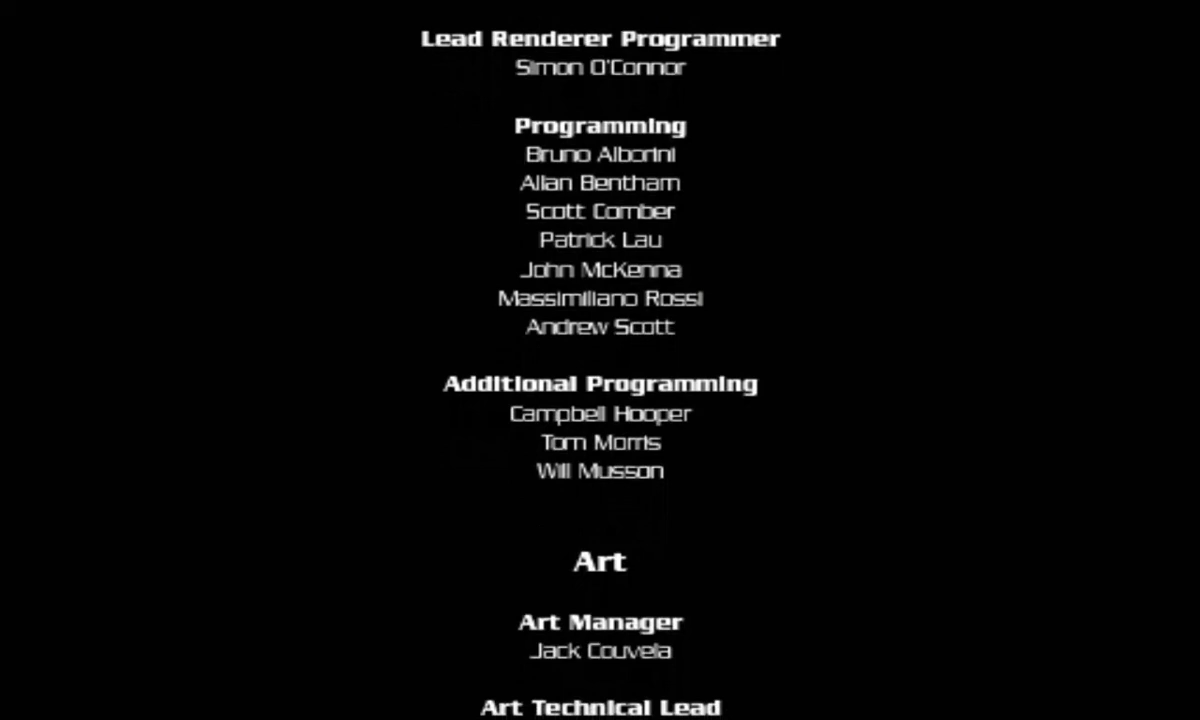 Lead Renderer Programmer
Simon O'Connor
Programming
Bruno Alborini
Allan Bentham
Scott Comber
Patrick Lau
John McKenna
Massimiliano Rossi
Andrew Scott
Additional Programming
Campbell Hooper
Tom Morris
Will Musson
Art
Art Manager
Jack Couvela
Art Technical Lead